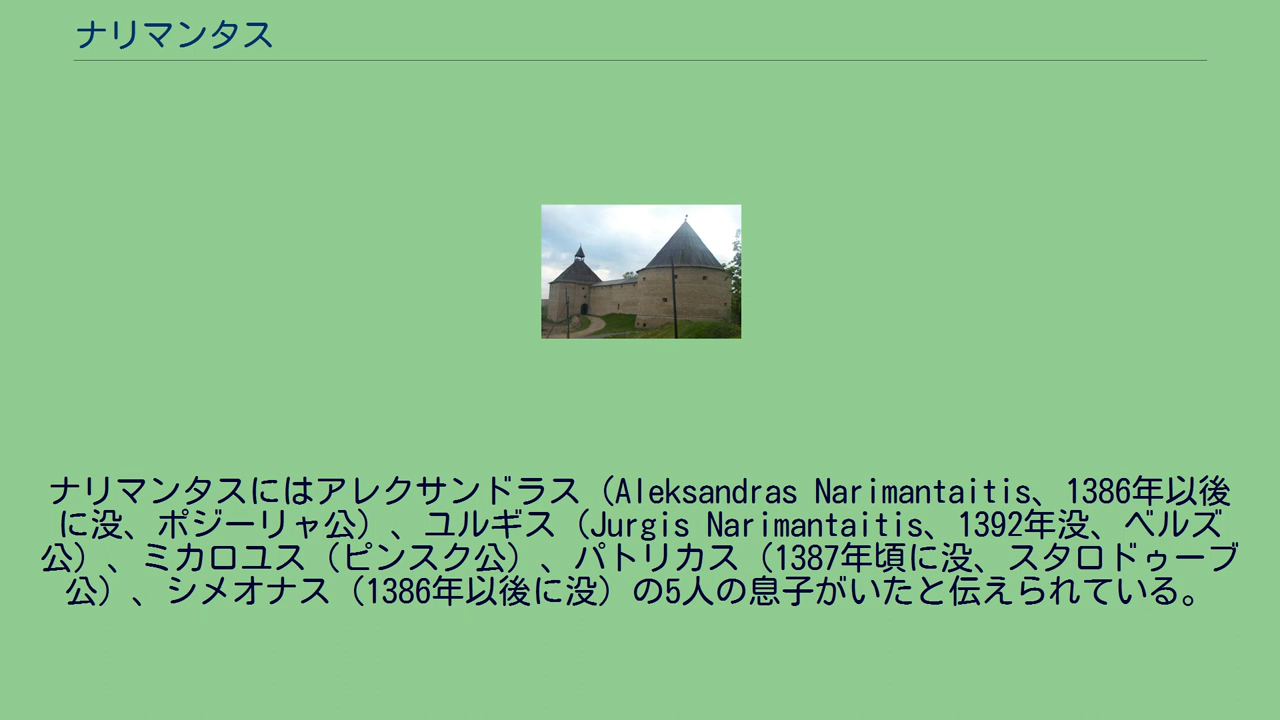 ナリマンタス
ナリマンタスにはアレクサンドラス（Aleksandras Narimantaitis、1386年以後
に没、ポジーリャ公）、ユルギス（Jurgis Narimantaitis、1392年没、ベルズ
公）、ミカロユス（ピンスク公）、パトリカス（1387年頃に没、スタロドゥーブ
公）、シメオナス（1386年以後に没）の5人の息子がいたと伝えられている。